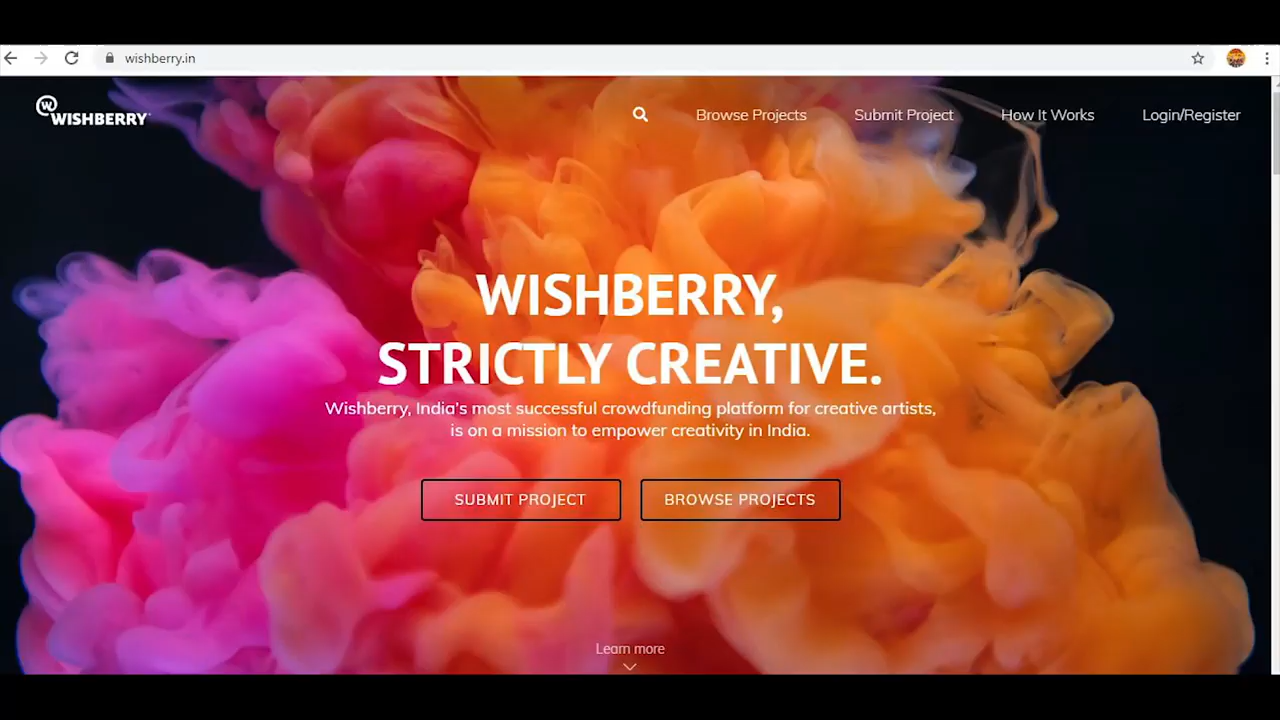 wishberry.in
W
WISHBERRY
Browse Projects
Submit Project
How It Works
Login/Register
WISHBERRY,
STRICTLY CREATIVE.
Wishberry, India's most successful crowdfunding platform for creative artists,
is on a mission to empower creativity in India.
SUBMIT PROJECT
BROWSE PROJECTS
Learn more